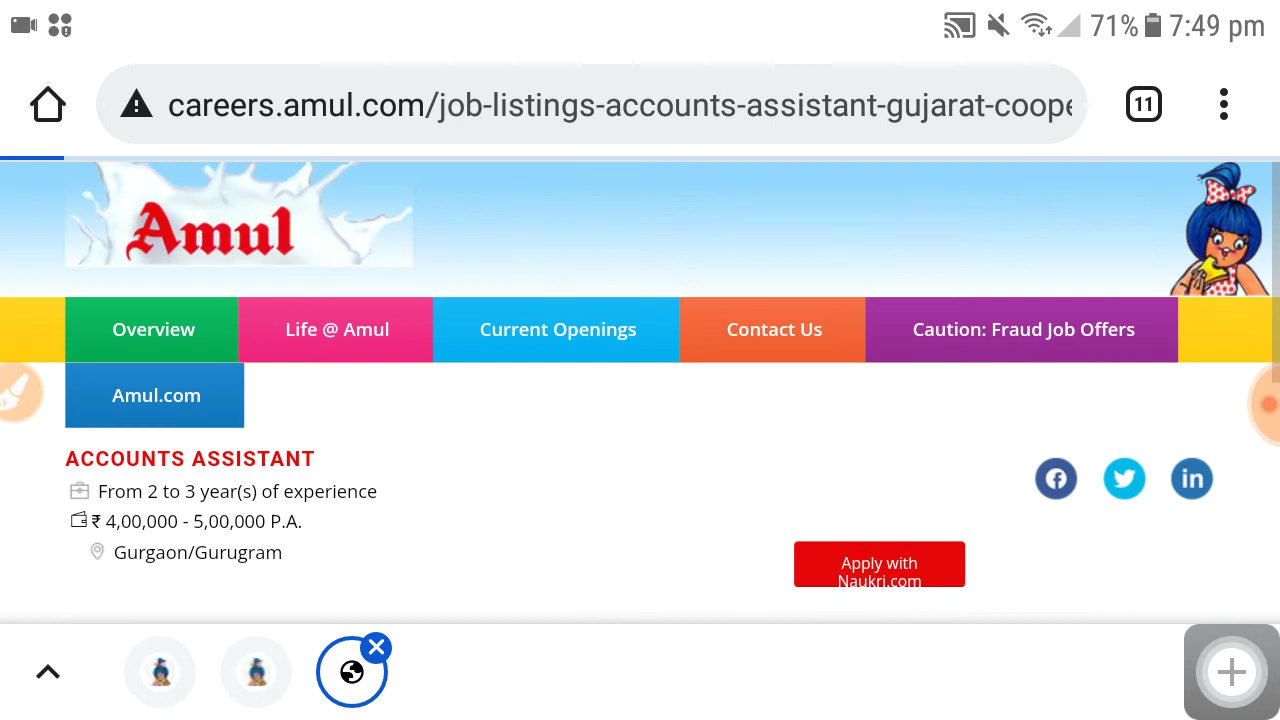 71% 7:49 pm
careers.amul.com/job-listings-accounts-assistant-gujarat-coope
11
Amul
Overview
Life @ Amul
Current Openings
Contact Us
Caution: Fraud Job Offers
Amul.com
ACCOUNTS ASSISTANT
From 2 to 3 year(s) of experience
₹ 4,00,000 - 5,00,000 P.A.
Gurgaon/Gurugram
Apply with
Naukri.com